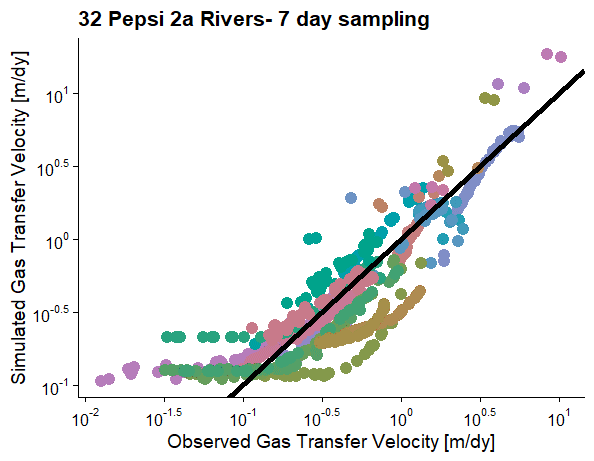 32 Pepsi 2a Rivers- 7 day sampling
Simulated Gas Transfer Velocity [m/dy]
10^1
10^0.5
10^0
10^-0.5
10^-1
10^-2 10^-1.5 10^-1 10^-0.5 10^0 10^0.5 10^1
Observed Gas Transfer Velocity [m/dy]